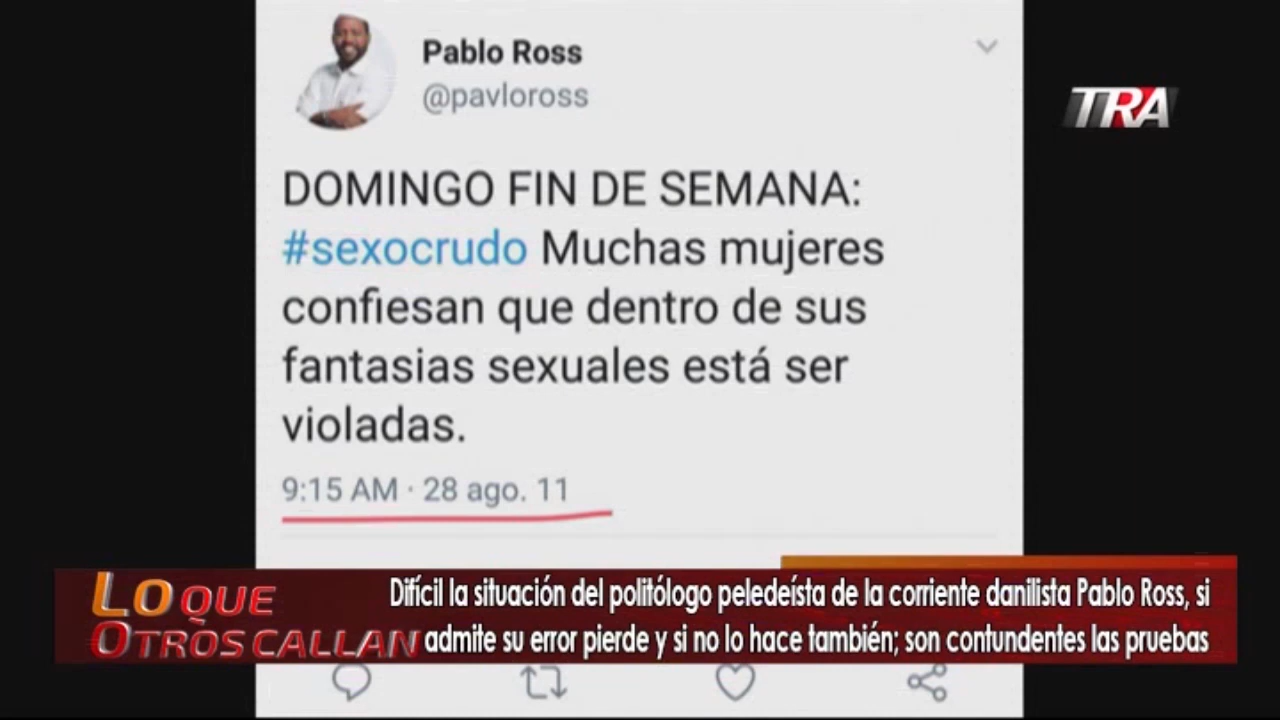 Pablo Ross
@pavloross
TRA
DOMINGO FIN DE SEMANA:
#sexocrudo Muchas mujeres
confiesan que dentro de sus
fantasias sexuales está ser
violadas.
9:15 AM · 28 ago. 11
LO QUE
OTROS CALLAN
Difícil la situación del politólogo peledeísta de la corriente danilista Pablo Ross, si
admite su error pierde y si no lo hace también; son contundentes las pruebas